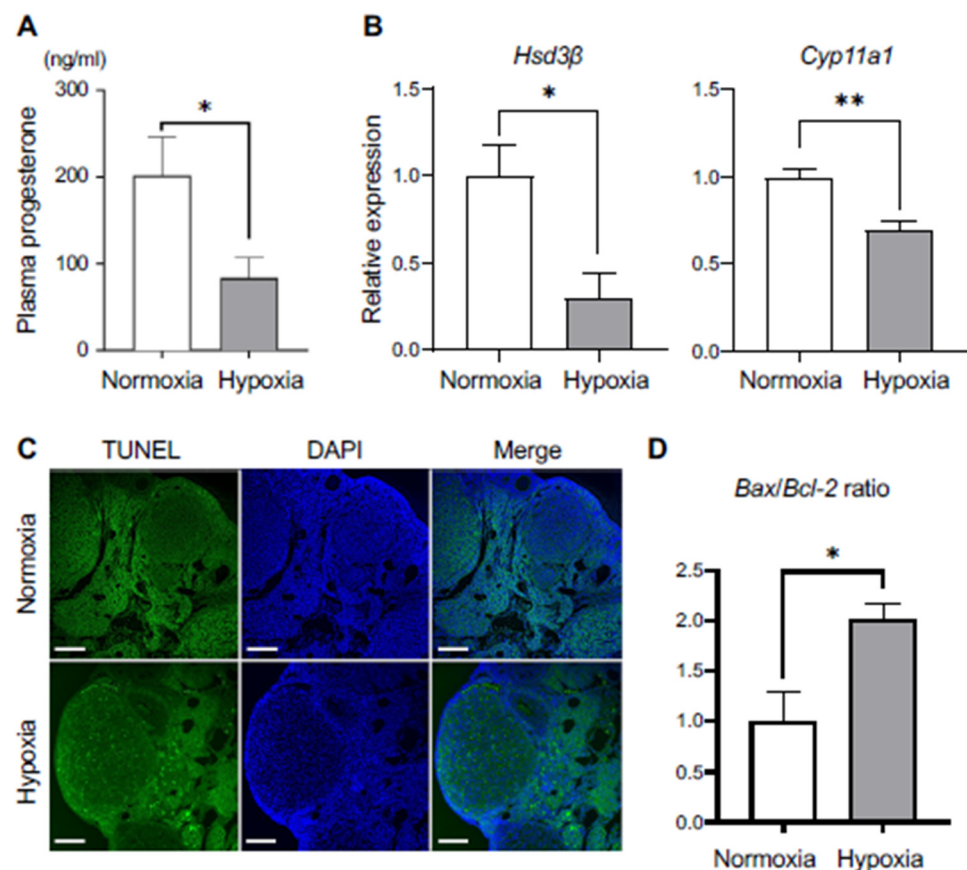 A
(ng/ml)
Plasma progesterone
300
200
100
0
*
Normoxia Hypoxia
B
Relative expression
Hsd3β
1.5
1.0
0.5
0.0
*
Normoxia Hypoxia
Cyp11a1
1.5
1.0
0.5
0.0
**
Normoxia Hypoxia
C
TUNEL DAPI Merge
Normoxia
Hypoxia
D
Bax/Bcl-2 ratio
2.5
2.0
1.5
1.0
0.5
0.0
*
Normoxia Hypoxia